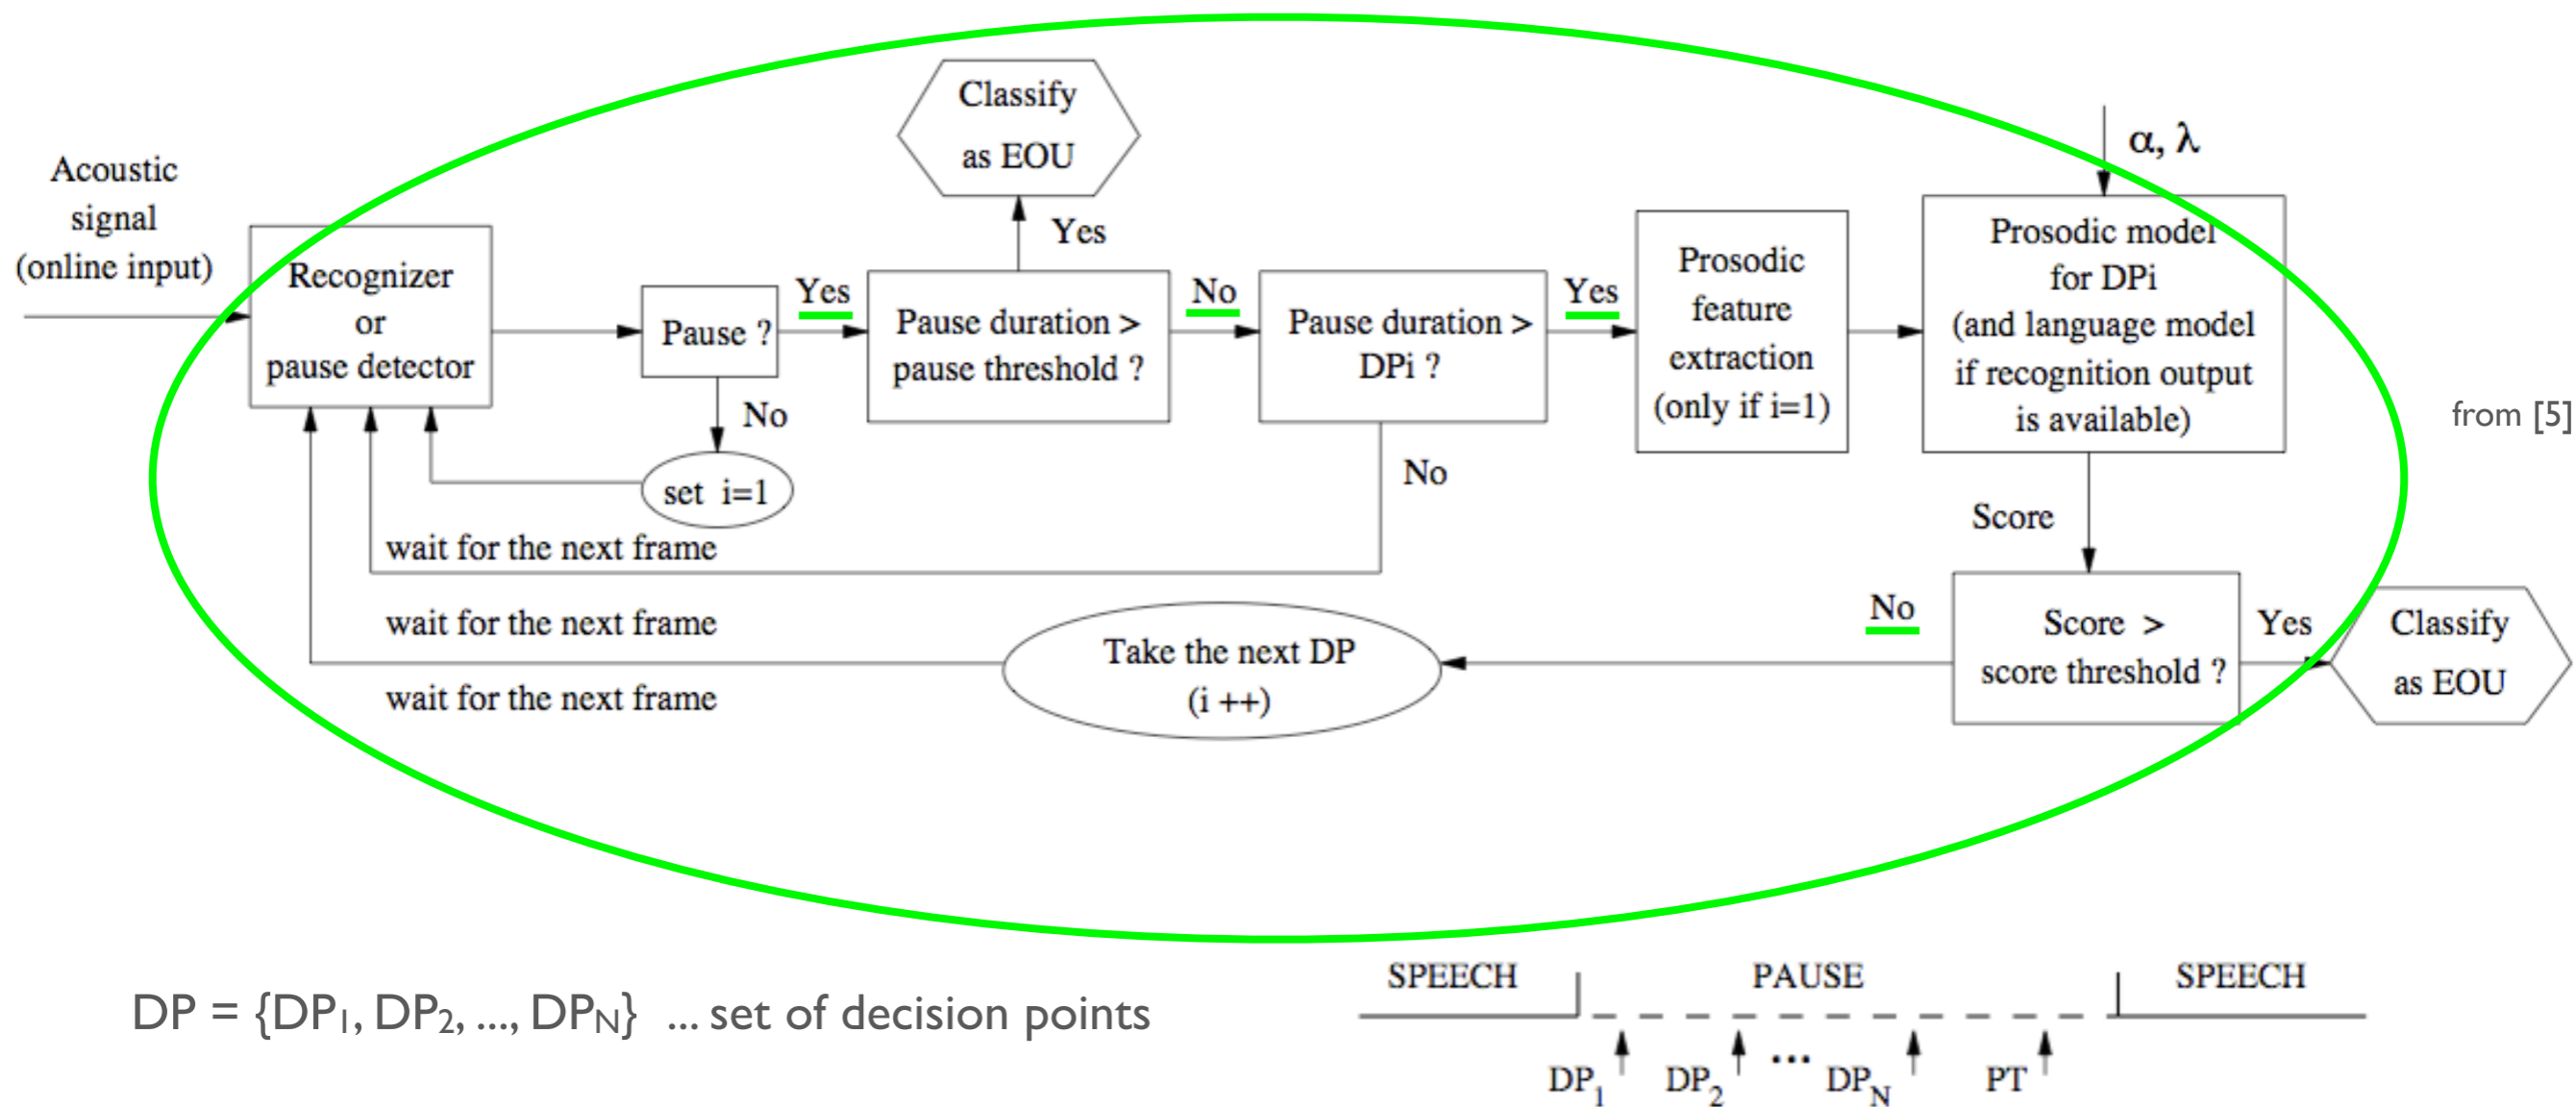 Acoustic
signal
(online input)
Recognizer
or
pause detector
Pause ?
Yes
No
set i=1
Pause duration >
pause threshold ?
Yes
Classify
as EOU
No
Pause duration >
DPi ?
Yes
No
Prosodic
feature
extraction
(only if i=1)
α, λ
Prosodic model
for DPi
(and language model
if recognition output
is available)
from [5]
Score
Score >
score threshold ?
Yes
Classify
as EOU
No
Take the next DP
(i ++)
wait for the next frame
wait for the next frame
wait for the next frame
DP = {DP1, DP2, ..., DPN} ... set of decision points
SPEECH PAUSE SPEECH
DP1 DP2 ... DPN PT